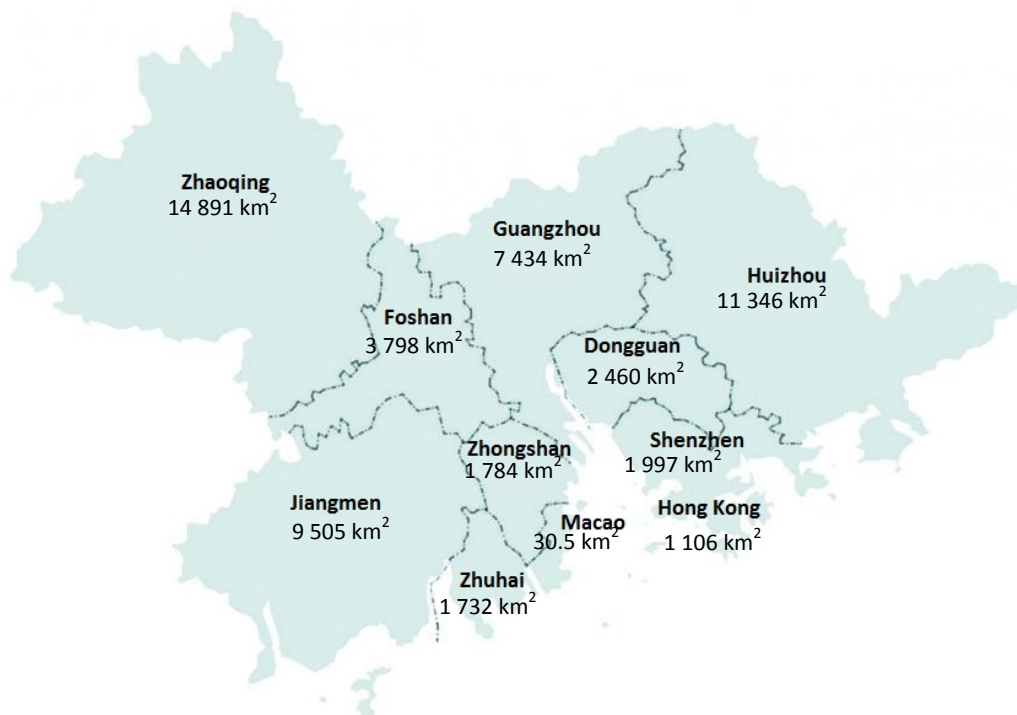 Zhaoqing
14 891 km²
Guangzhou
7 434 km²
Huizhou
11 346 km²
Foshan
3 798 km²
Dongguan
2 460 km²
Zhongshan
1 784 km²
Shenzhen
1 997 km²
Jiangmen
9 505 km²
Macao
30.5 km²
Hong Kong
1 106 km²
Zhuhai
1 732 km²